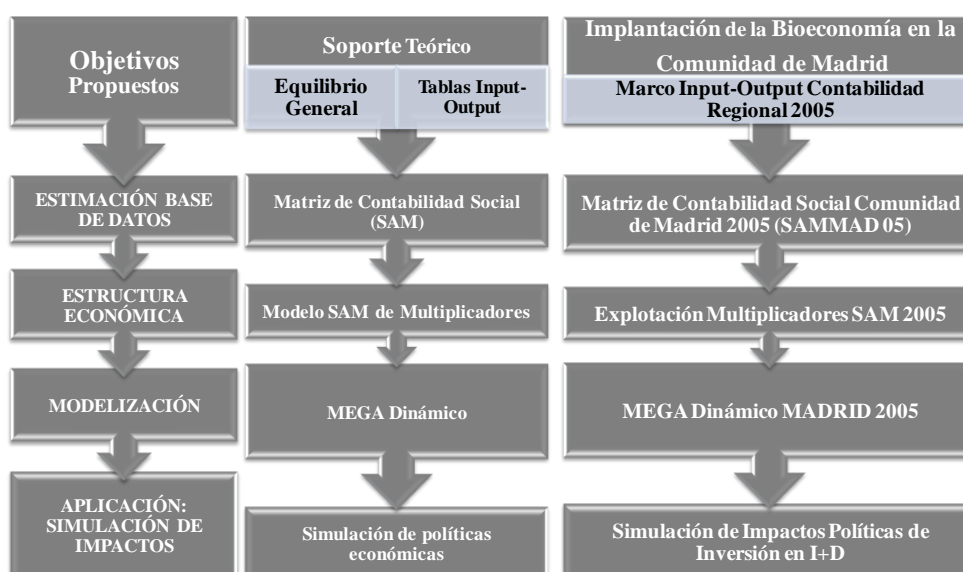 Objetivos
Propuestos
Soporte Teórico
Equilibrio
General
Tablas Input-
Output
Implantación de la Bioeconomía en la
Comunidad de Madrid
Marco Input-Output Contabilidad
Regional 2005
ESTIMACIÓN BASE
DE DATOS
Matriz de Contabilidad Social
(SAM)
Matriz de Contabilidad Social Comunidad
de Madrid 2005 (SAMMAD 05)
ESTRUCTURA
ECONÓMICA
Modelo SAM de Multiplicadores
Explotación Multiplicadores SAM 2005
MODELIZACIÓN
MEGA Dinámico
MEGA Dinámico MADRID 2005
APLICACIÓN:
SIMULACIÓN DE
IMPACTOS
Simulación de políticas
económicas
Simulación de Impactos Políticas de
Inversión en I+D